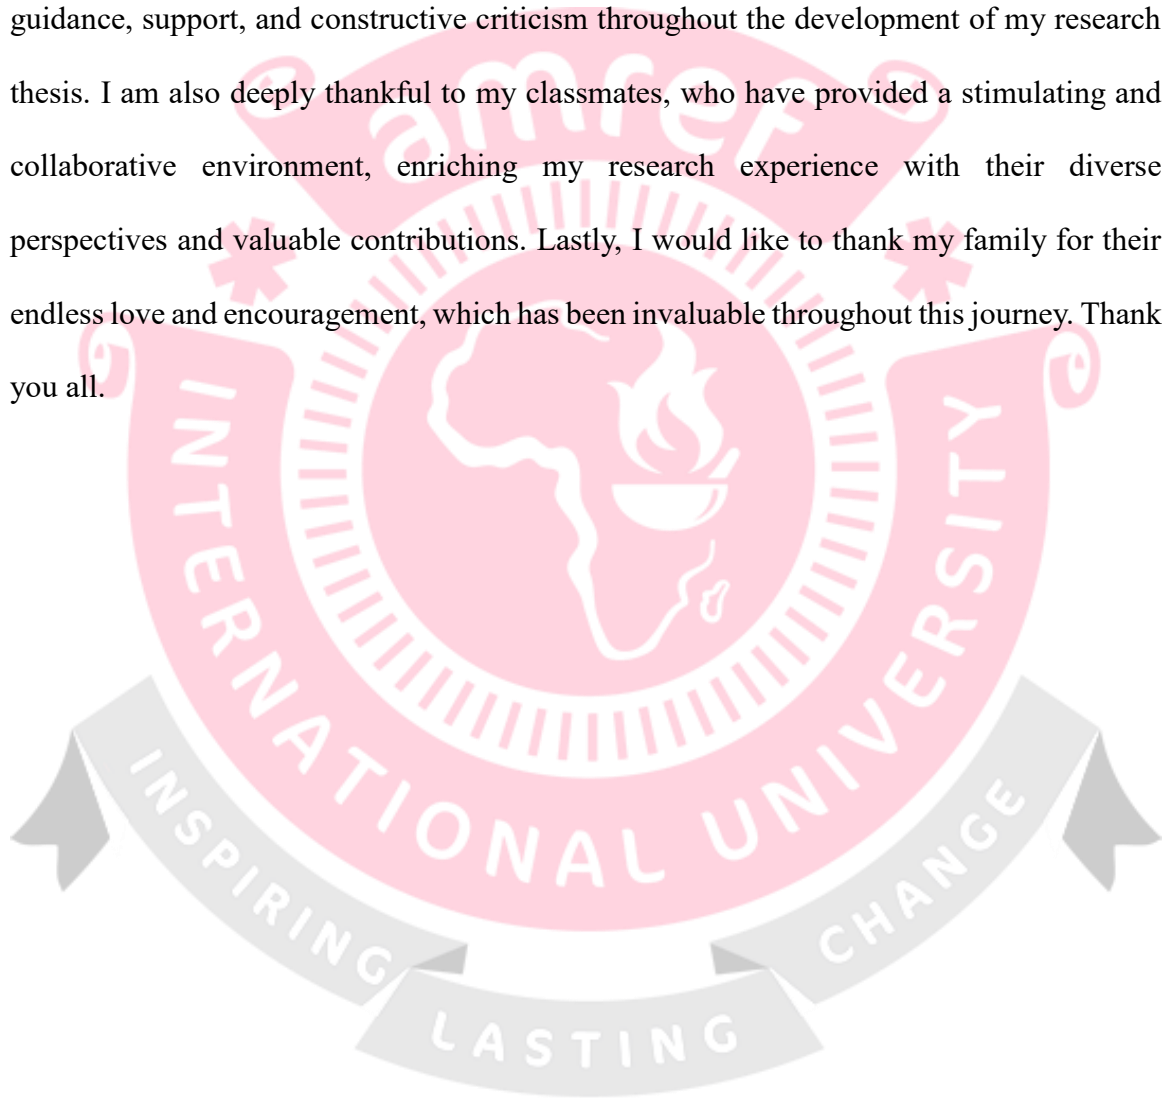 guidance, support, and constructive criticism throughout the development of my research
thesis. I am also deeply thankful to my classmates, who have provided a stimulating and
collaborative environment, enriching my research experience with their diverse
perspectives and valuable contributions. Lastly, I would like to thank my family for their
endless love and encouragement, which has been invaluable throughout this journey. Thank
you all.
amref
INTERNATIONAL UNIVERSITY
INSPIRING
LASTING
CHANGE